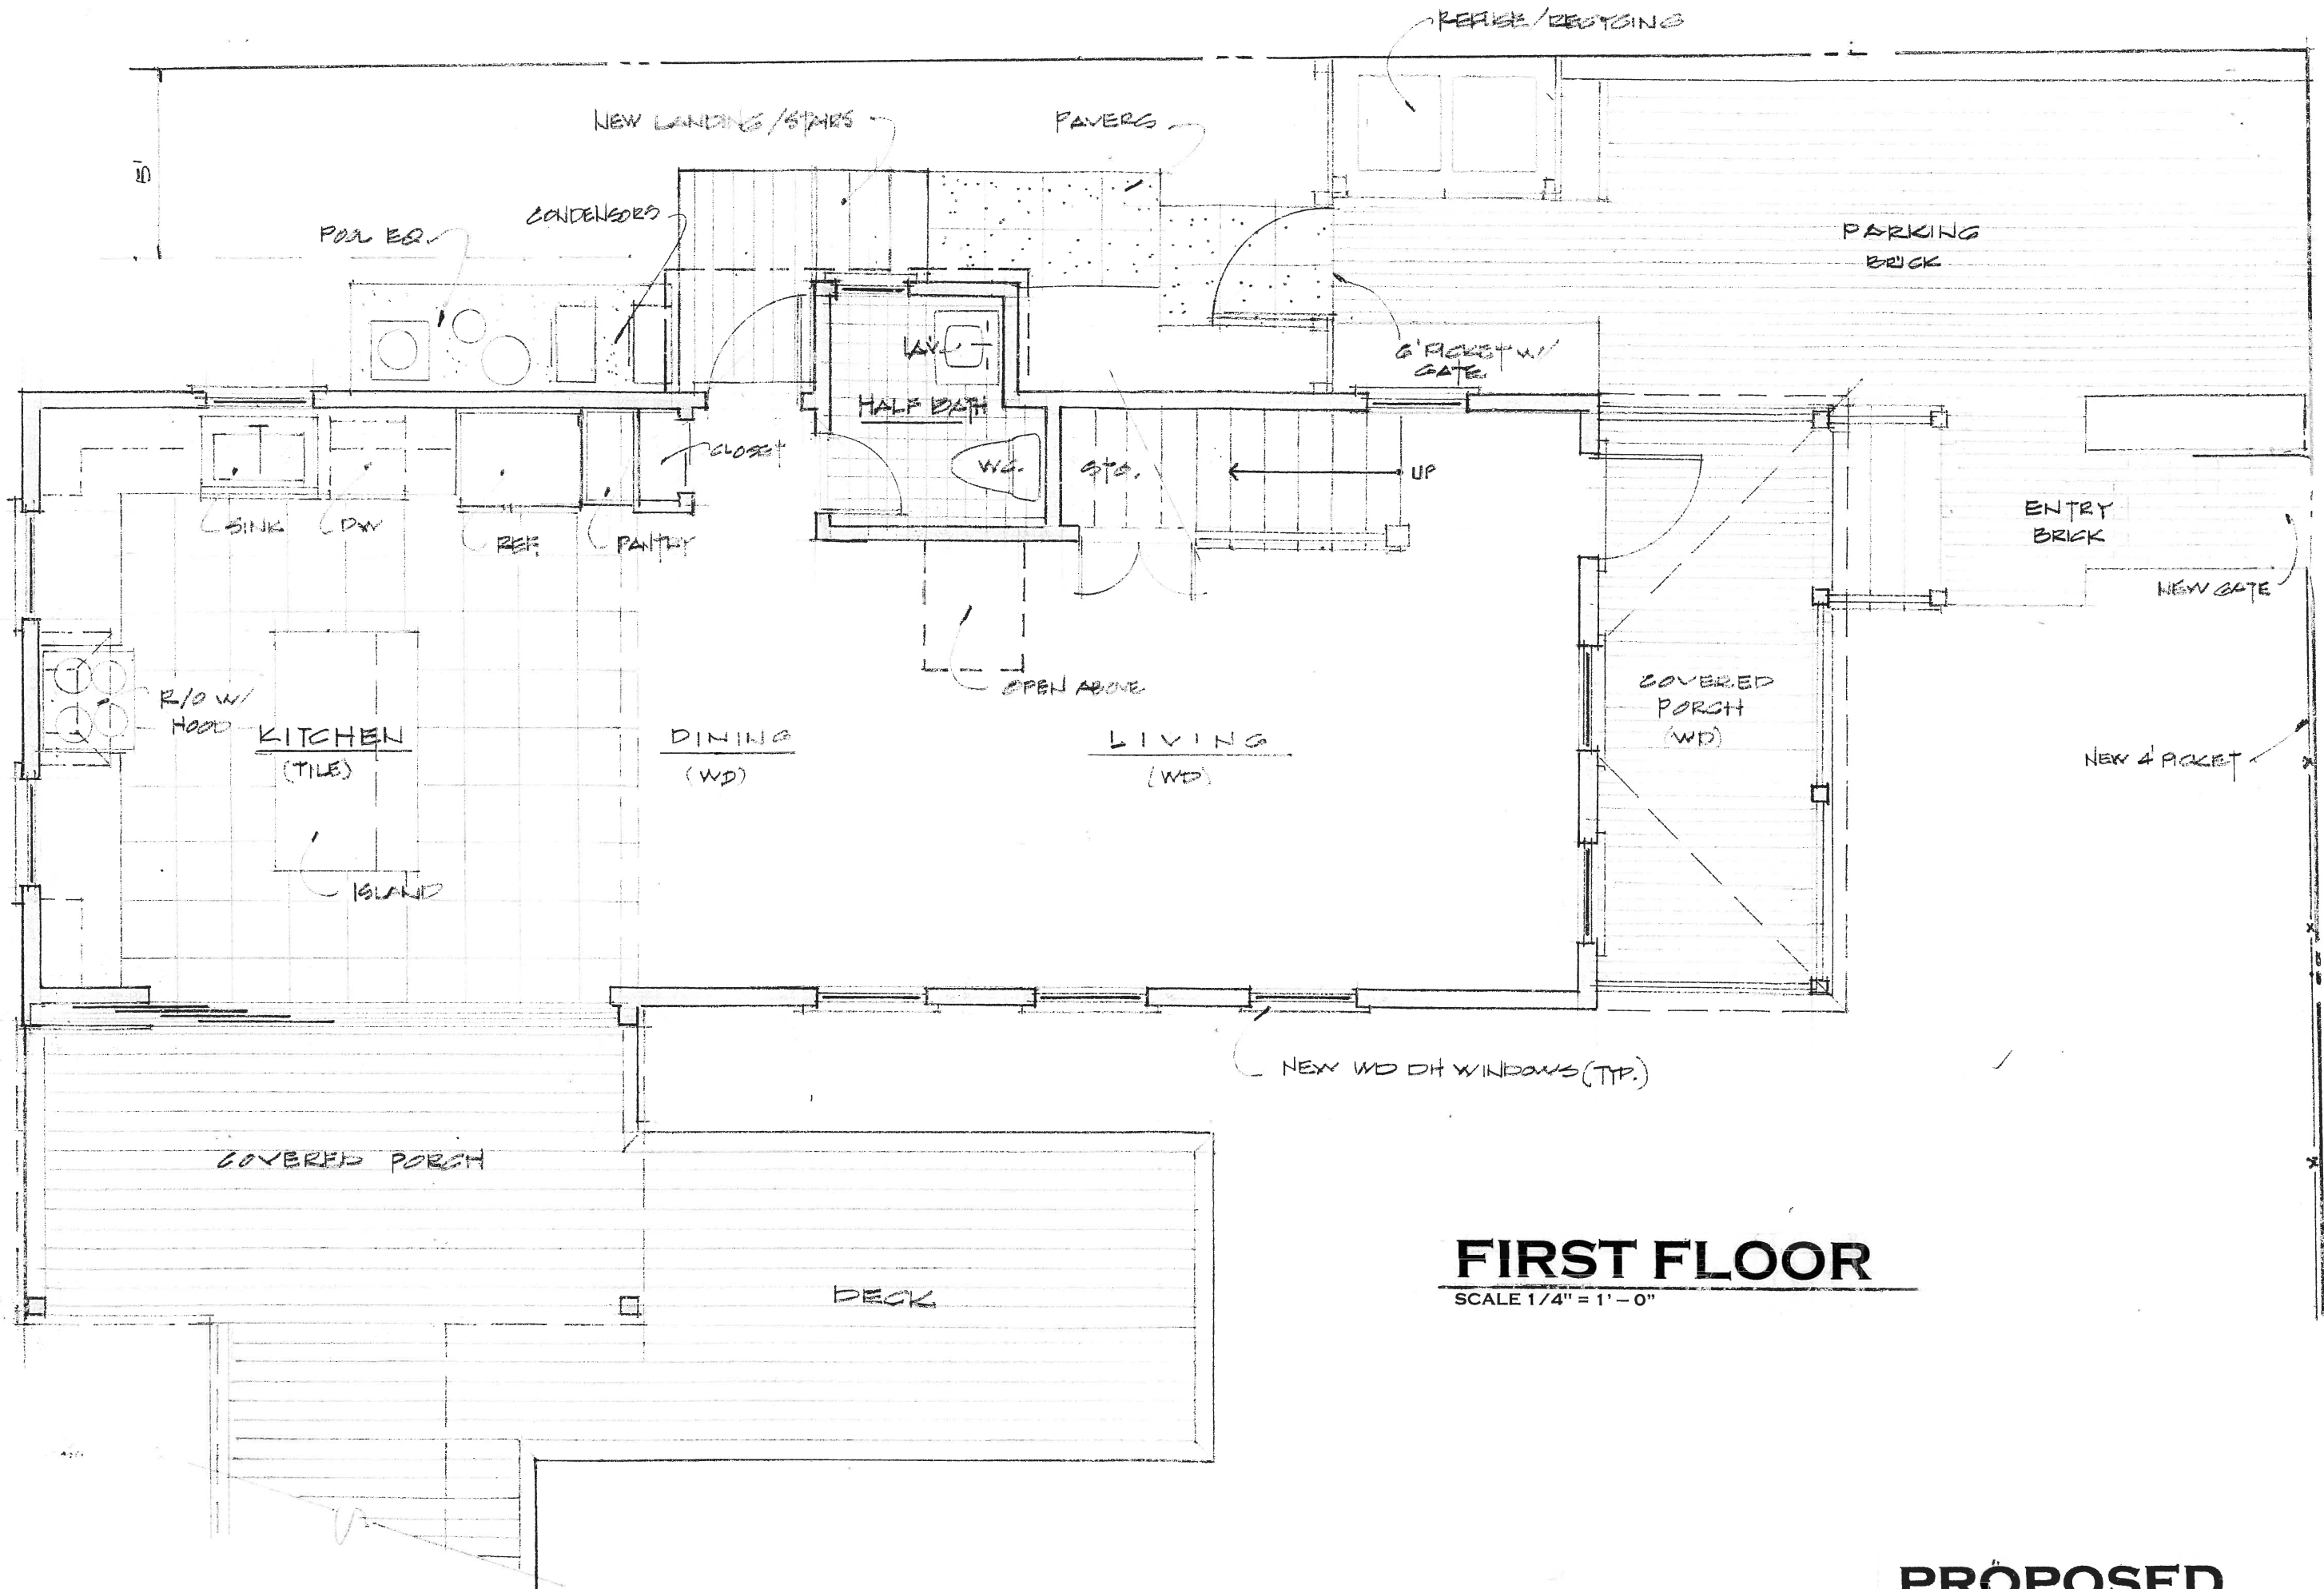 REFUSE/RECYCING
NEW LANDING/STAIRS
PAVERS
5'
CONDENSORS
POOL EQ.
PARKING
BRICK
LAV.
6' PICKET W/
GATE
HALF BATH
CLOSET
W.C.
STG.
UP
SINK
DW
REF.
PANTRY
ENTRY
BRICK
NEW GATE
R/O W/
HOOD
OPEN ABOVE
COVERED
PORCH
(WD)
KITCHEN
(TILE)
DINING
(WD)
LIVING
(WD)
NEW 4' PICKET
ISLAND
NEW WD DH WINDOWS (TYP.)
COVERED PORCH
DECK
FIRST FLOOR
SCALE 1/4" = 1'–0"
PROPOSED